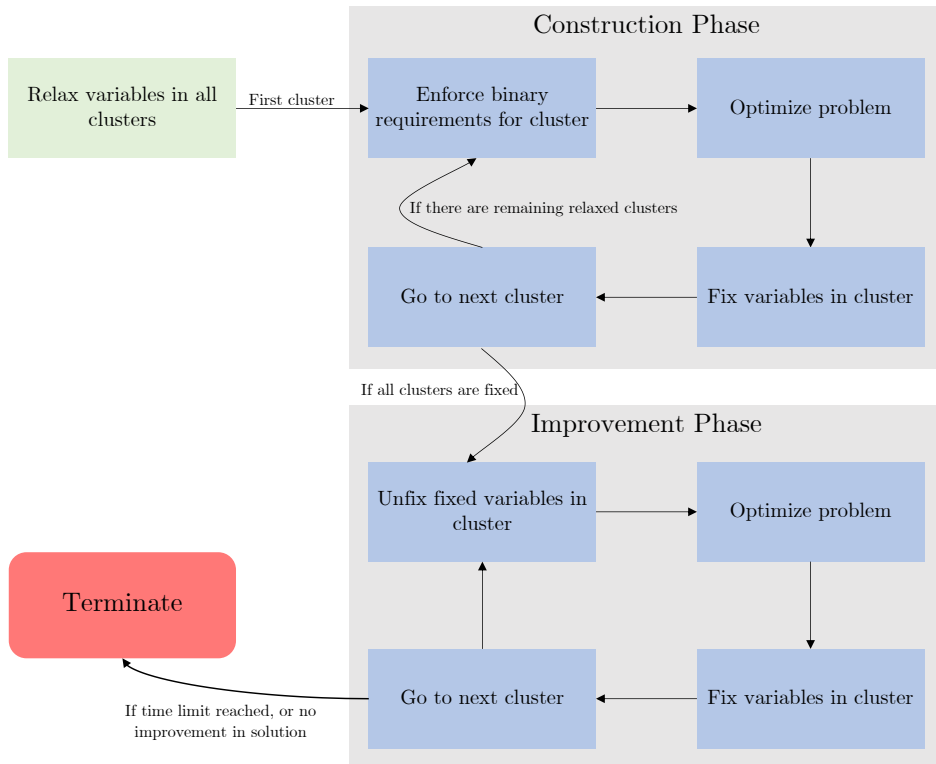 Construction Phase
Relax variables in all
clusters
First cluster
Enforce binary
requirements for cluster
Optimize problem
If there are remaining relaxed clusters
Go to next cluster
Fix variables in cluster
If all clusters are fixed
Improvement Phase
Unfix fixed variables in
cluster
Optimize problem
Terminate
Go to next cluster
Fix variables in cluster
If time limit reached, or no
improvement in solution